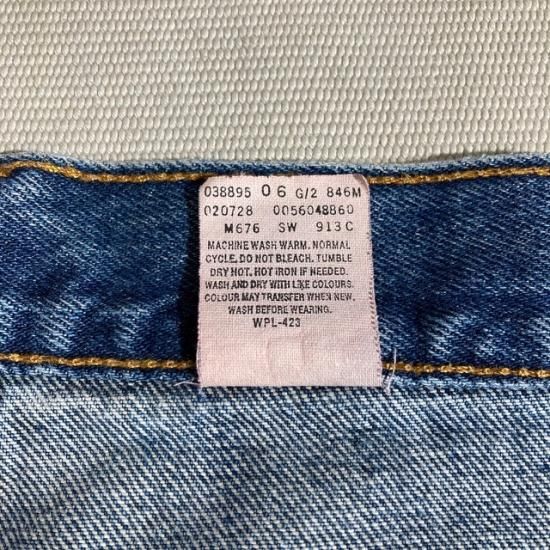 038895 06 G/2 846M
020728 0056048860
M676 SW 913C
MACHINE WASH WARM. NORMAL
CYCLE. DO NOT BLEACH. TUMBLE
DRY HOT. HOT IRON IF NEEDED.
WASH AND DRY WITH LIKE COLOURS.
COLOUR MAY TRANSFER WHEN NEW.
WASH BEFORE WEARING.
WPL-423